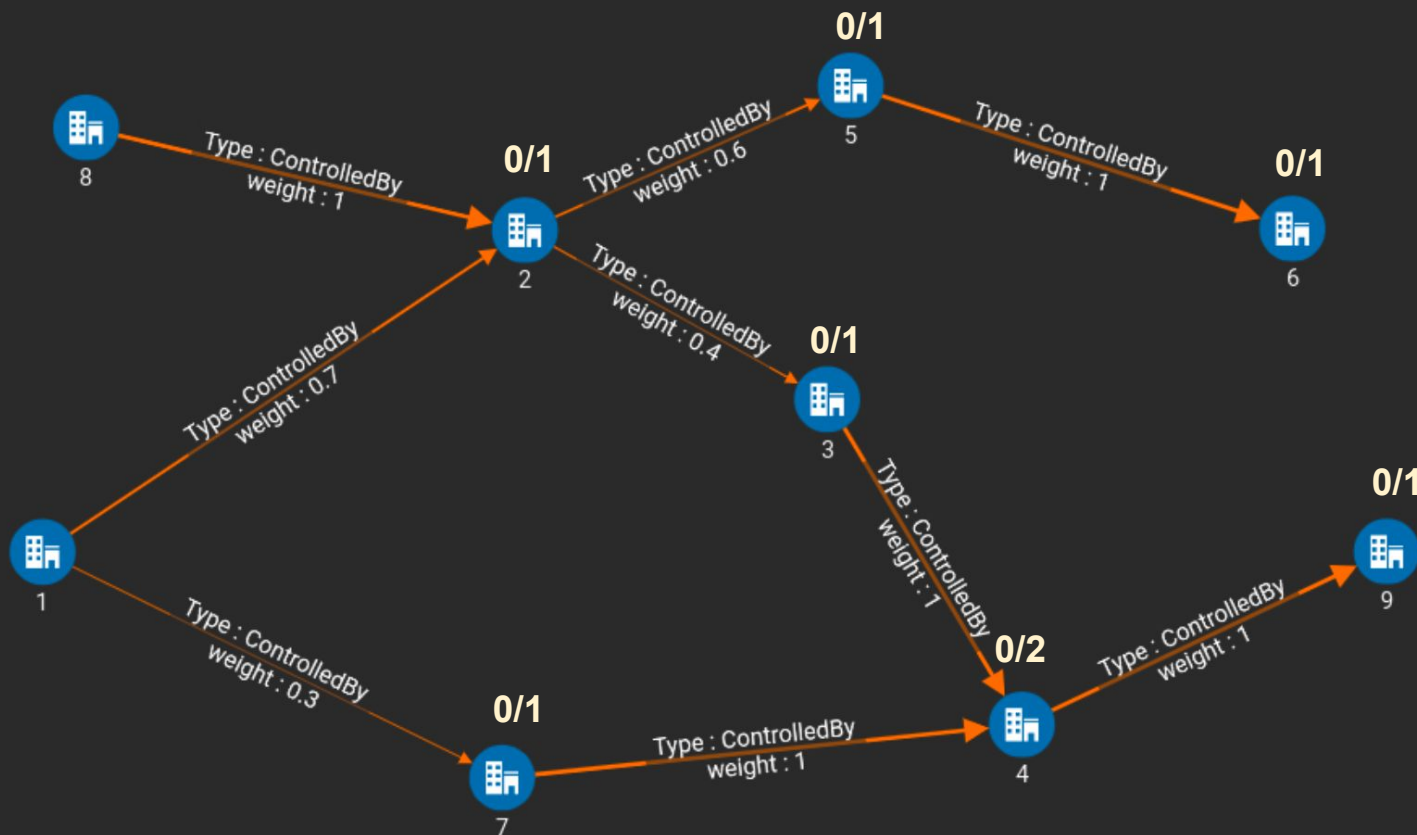 0/1
5
8
Type : ControlledBy
weight : 1
0/1
2
Type : ControlledBy
weight : 0.6
Type : ControlledBy
weight : 1
0/1
6
Type : ControlledBy
weight : 0.4
0/1
3
Type : ControlledBy
weight : 0.7
1
Type : ControlledBy
weight : 0.3
0/1
7
Type : ControlledBy
weight : 1
Type : ControlledBy
weight : 1
0/2
4
Type : ControlledBy
weight : 1
0/1
9